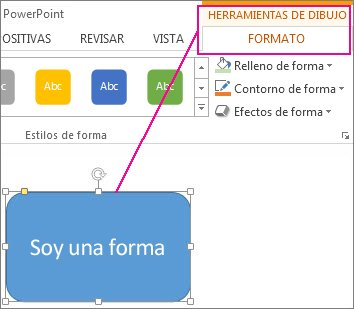 PowerPoint
HERRAMIENTAS DE DIBUJO
OSITIVAS
REVISAR
VISTA
FORMATO
Abc
Abc
Abc
Relleno de forma
Contorno de forma
Efectos de forma
Estilos de forma
Soy una forma